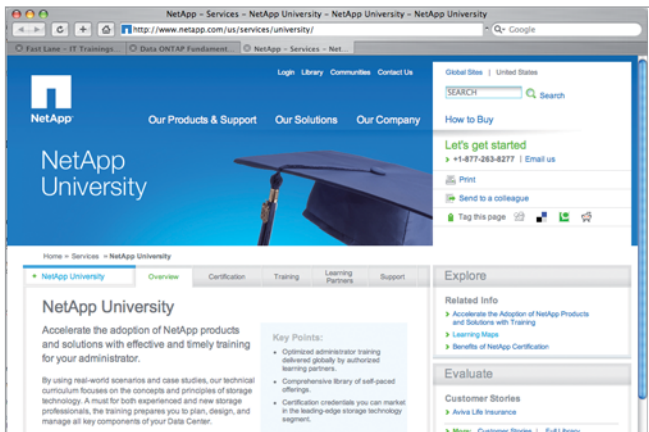 NetApp – Services – NetApp University – NetApp University – NetApp University
http://www.netapp.com/us/services/university/
Google
Fast Lane – IT Trainings...
Data ONTAP Fundament...
NetApp – Services – Net...
Login Library Communities Contact Us
Global Sites | United States
SEARCH
Search
NetApp
Our Products & Support Our Solutions Our Company
How to Buy
Let's get started
+1-877-263-8277 | Email us
Print
Send to a colleague
Tag this page
NetApp
University
Home > Services > NetApp University
NetApp University
Overview
Certification
Training
Learning
Partners
Support
NetApp University
Accelerate the adoption of NetApp products
and solutions with effective and timely training
for your administrator.
By using real-world scenarios and case studies, our technical
curriculum focuses on the concepts and principles of storage
technology. A must for both experienced and new storage
professionals, the training prepares you to plan, design, and
manage all key components of your Data Center.
Key Points:
• Optimized administrator training
delivered globally by authorized
learning partners.
• Comprehensive library of self-paced
offerings.
• Certification credentials you can market
in the leading-edge storage technology
segment.
Explore
Related Info
Accelerate the Adoption of NetApp Products
and Solutions with Training
Learning Maps
Benefits of NetApp Certification
Evaluate
Customer Stories
Aviva Life Insurance
More: Customer Stories | Full Library